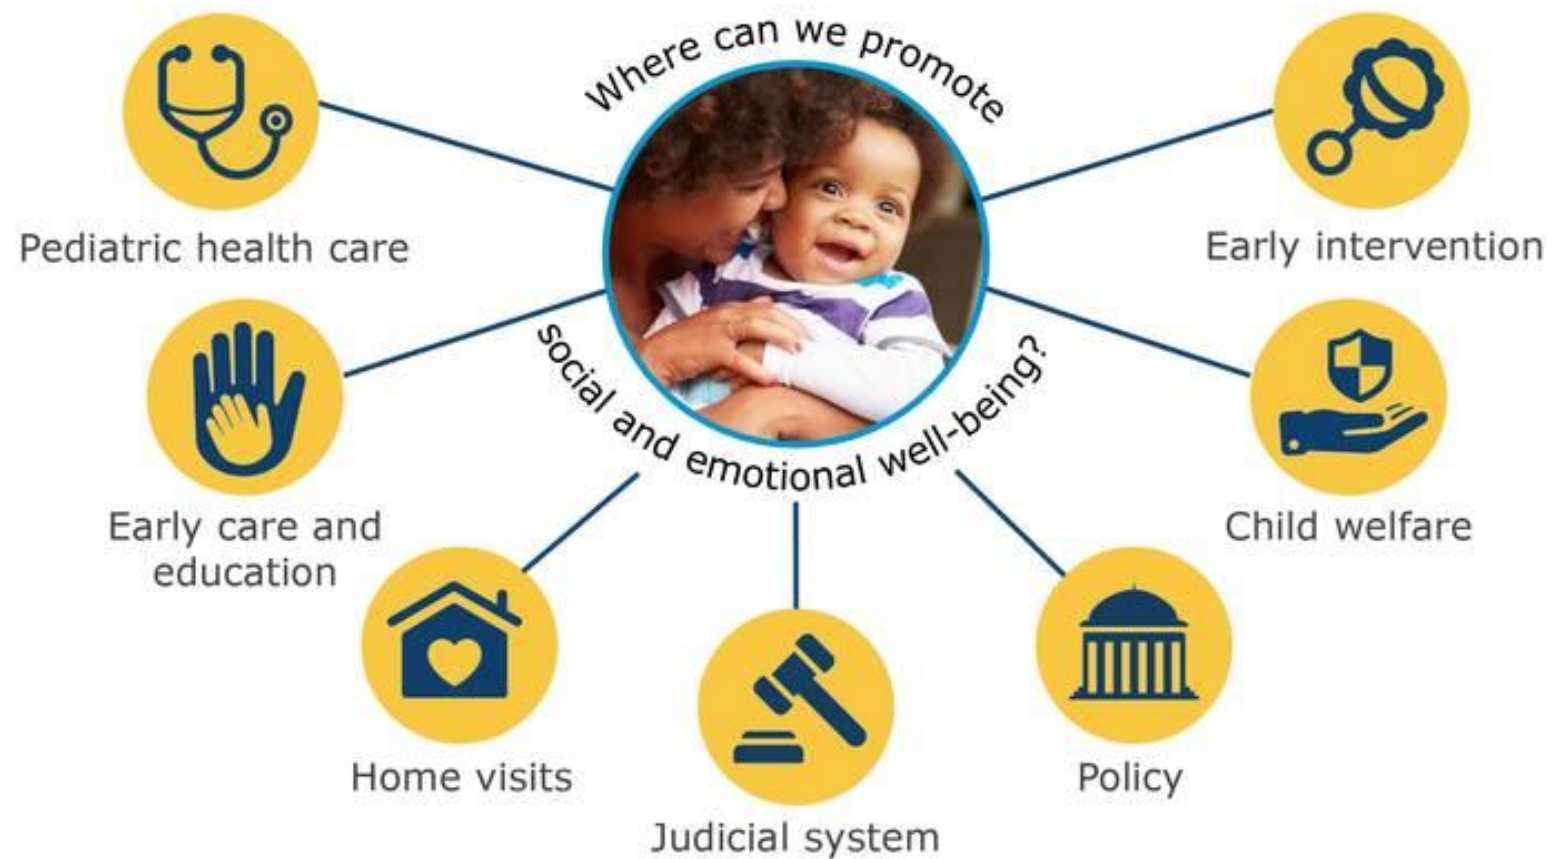 Where can we promote
social and emotional well-being?
Pediatric health care
Early care and
education
Home visits
Judicial system
Policy
Child welfare
Early intervention